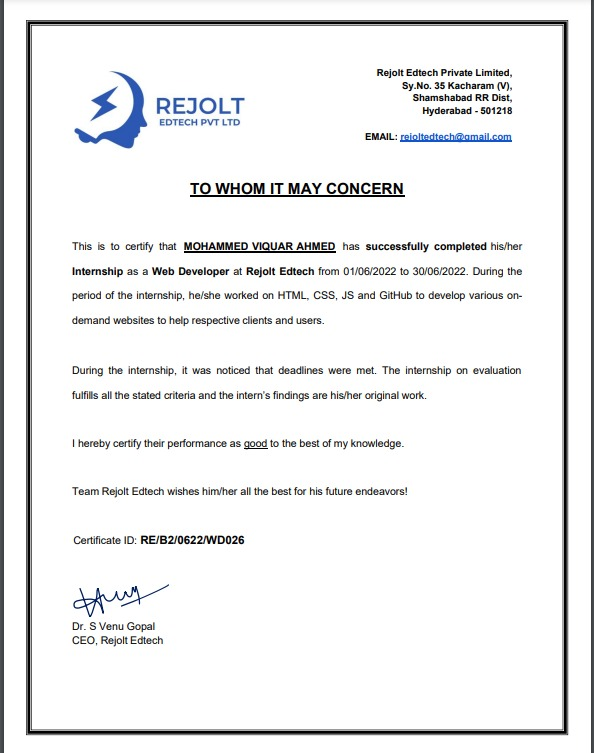 REJOLT
EDTECH PVT LTD
Rejolt Edtech Private Limited,
Sy.No. 35 Kacharam (V),
Shamshabad RR Dist,
Hyderabad - 501218
EMAIL: rejoltedtech@gmail.com
TO WHOM IT MAY CONCERN
This is to certify that MOHAMMED VIQUAR AHMED has successfully completed his/her
Internship as a Web Developer at Rejolt Edtech from 01/06/2022 to 30/06/2022. During the
period of the internship, he/she worked on HTML, CSS, JS and GitHub to develop various on-
demand websites to help respective clients and users.
During the internship, it was noticed that deadlines were met. The internship on evaluation
fulfills all the stated criteria and the intern's findings are his/her original work.
I hereby certify their performance as good to the best of my knowledge.
Team Rejolt Edtech wishes him/her all the best for his future endeavors!
Certificate ID: RE/B2/0622/WD026
Dr. S Venu Gopal
CEO, Rejolt Edtech